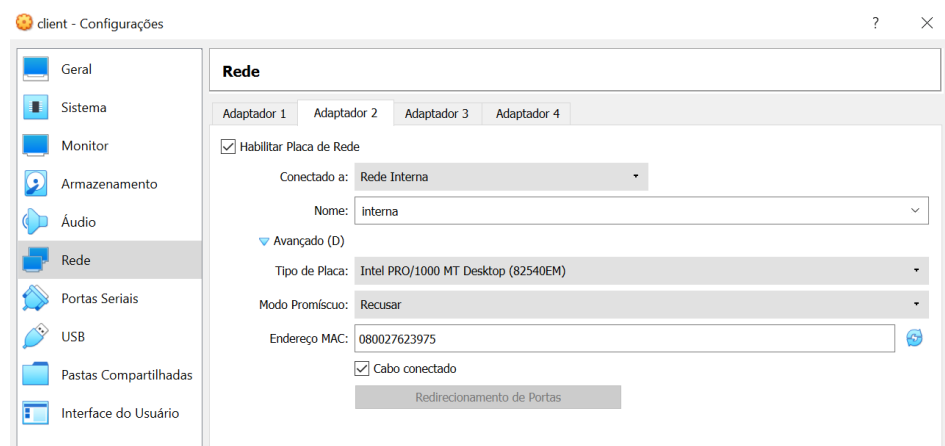 client - Configurações ?
Geral
Sistema
Monitor
Armazenamento
Áudio
Rede
Portas Seriais
USB
Pastas Compartilhadas
Interface do Usuário
Rede
Adaptador 1 Adaptador 2 Adaptador 3 Adaptador 4
Habilitar Placa de Rede
Conectado a: Rede Interna
Nome: interna
Avançado (D)
Tipo de Placa: Intel PRO/1000 MT Desktop (82540EM)
Modo Promíscuo: Recusar
Endereço MAC: 080027623975
Cabo conectado
Redirecionamento de Portas